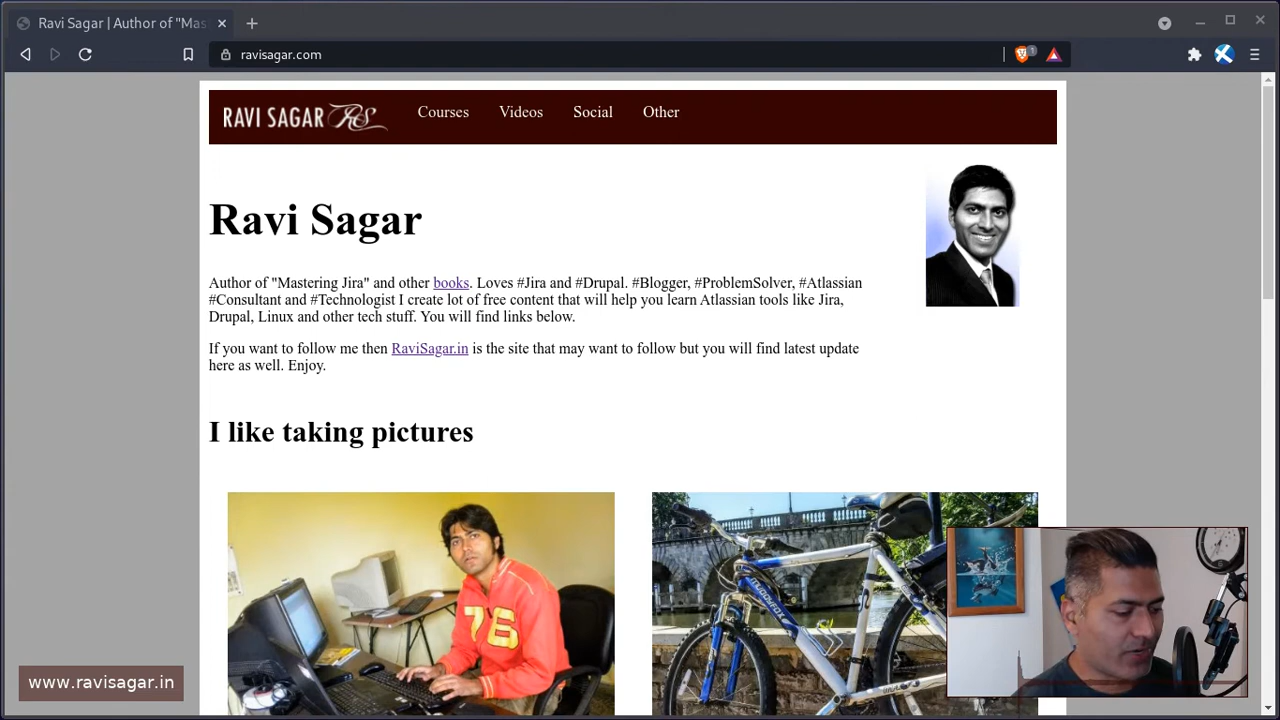 Ravi Sagar | Author of "Mas
ravisagar.com
1
RAVI SAGAR RS
Courses
Videos
Social
Other
Ravi Sagar
Author of "Mastering Jira" and other books. Loves #Jira and #Drupal. #Blogger, #ProblemSolver, #Atlassian
#Consultant and #Technologist I create lot of free content that will help you learn Atlassian tools like Jira,
Drupal, Linux and other tech stuff. You will find links below.
If you want to follow me then RaviSagar.in is the site that may want to follow but you will find latest update
here as well. Enjoy.
I like taking pictures
76
MUDDYFOX
www.ravisagar.in